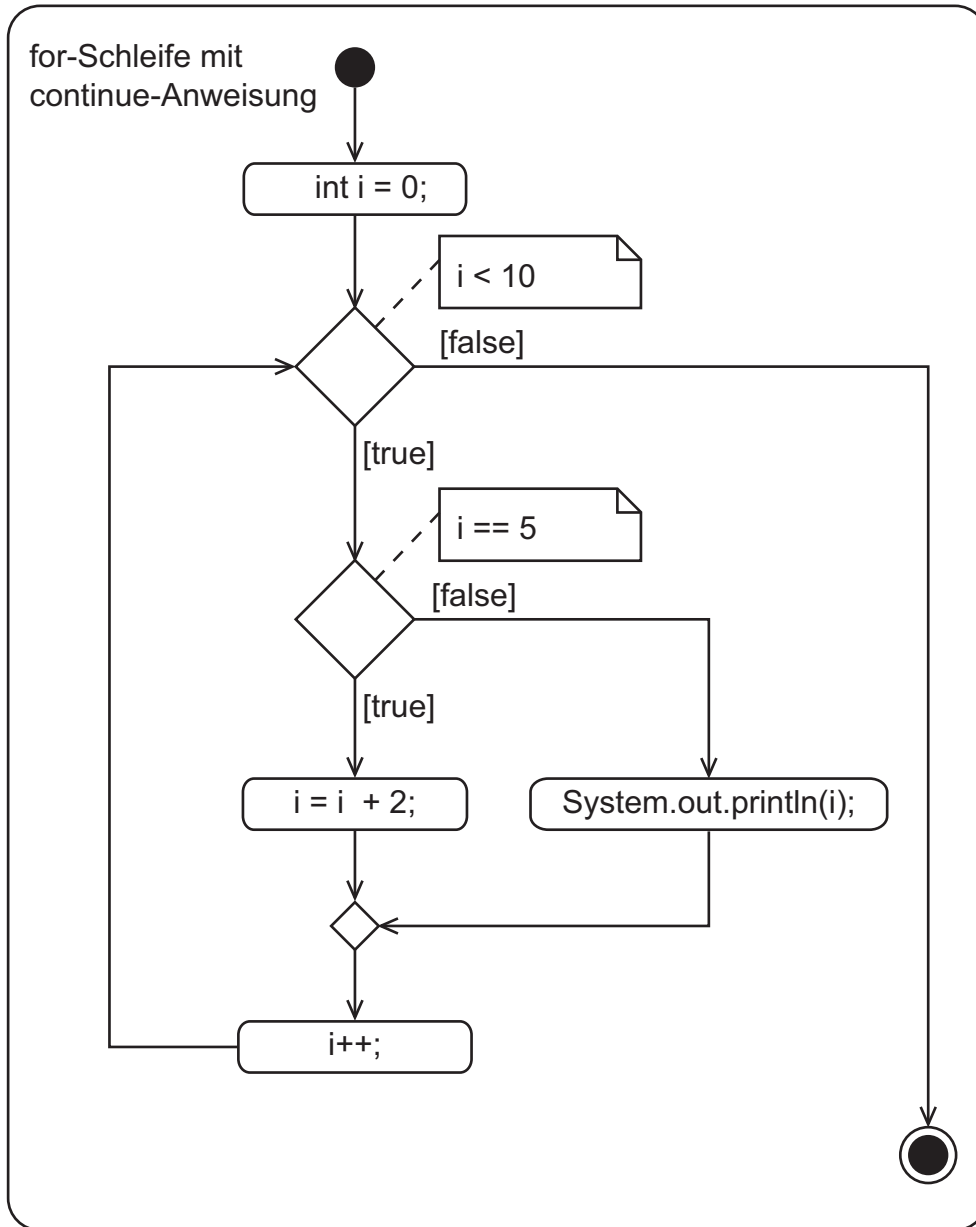 for-Schleife mit
continue-Anweisung
int i = 0;
i < 10
[false]
[true]
i == 5
[false]
[true]
i = i  + 2;
System.out.println(i);
i++;